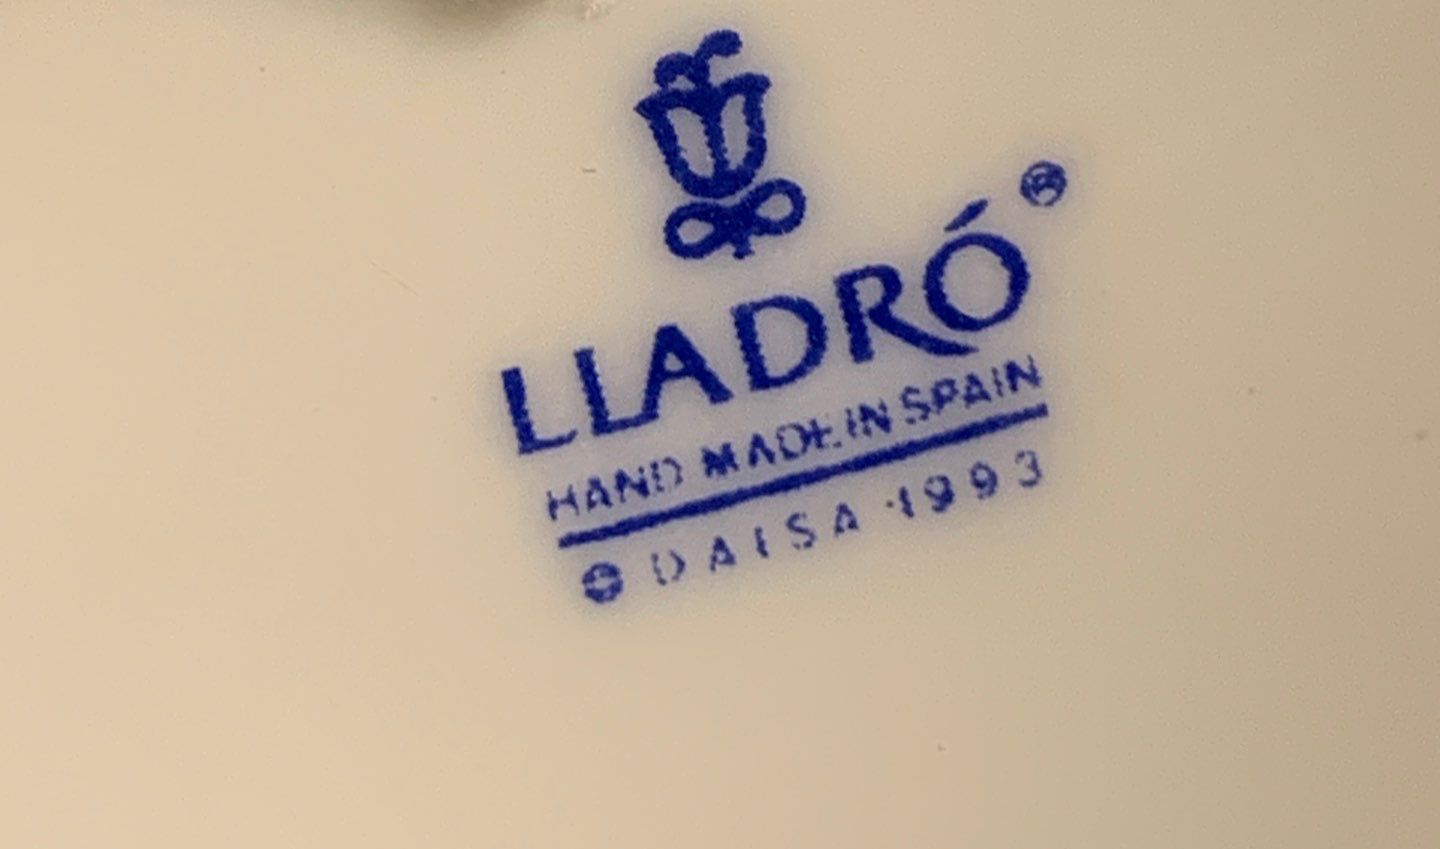 LLADRÓ®
HAND MADE IN SPAIN
© DAISA 1993